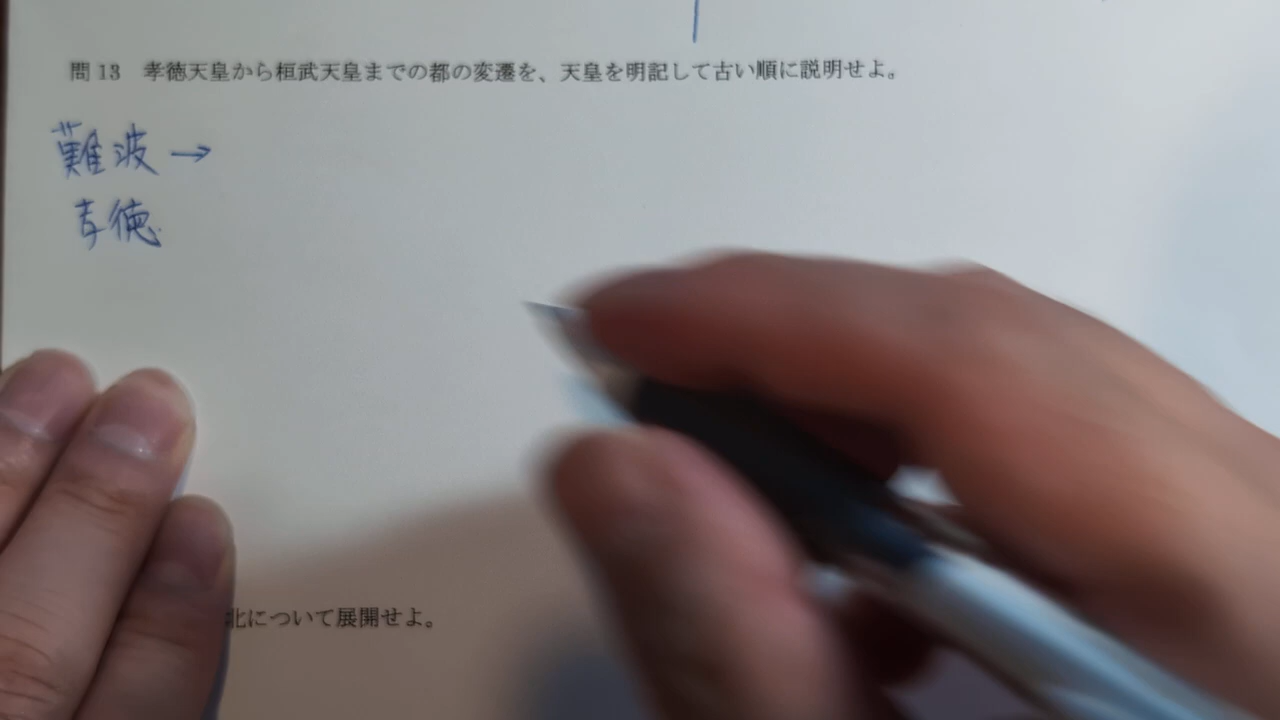 問 13 孝徳天皇から桓武天皇までの都の変遷を、天皇を明記して古い順に説明せよ。
難波→
孝徳
北について展開せよ。